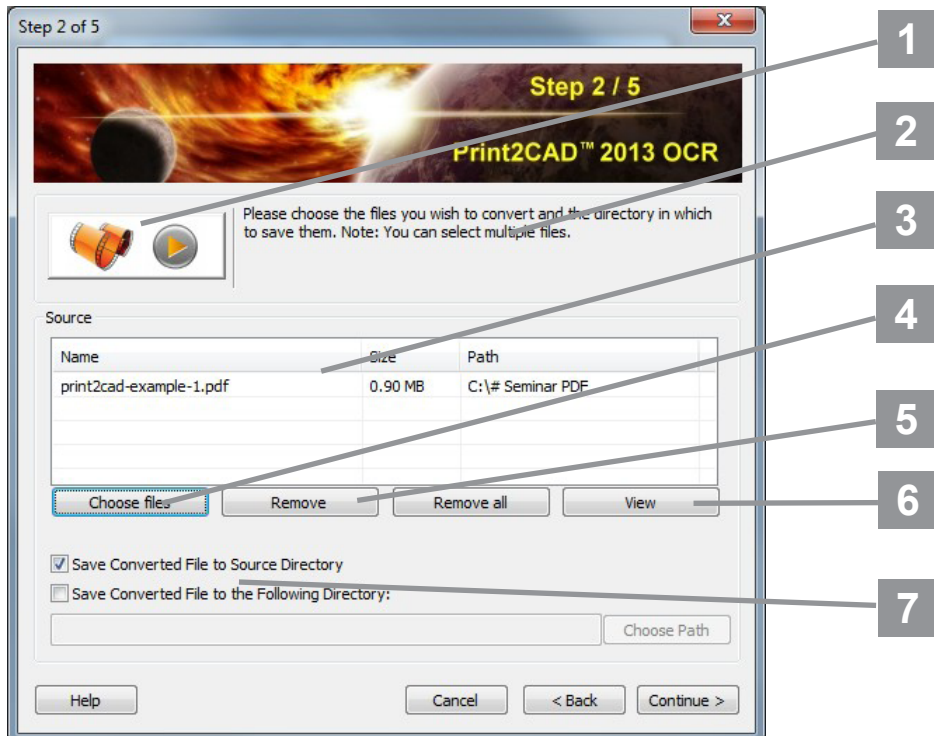 Step 2 of 5
x
Step 2 / 5
Print2CAD™ 2013 OCR
Please choose the files you wish to convert and the directory in which
to save them. Note: You can select multiple files.
Source
Name Size Path
print2cad-example-1.pdf 0.90 MB C:\# Seminar PDF
Choose files Remove Remove all View
Save Converted File to Source Directory
Save Converted File to the Following Directory:
Choose Path
Help Cancel < Back Continue >
1
2
3
4
5
6
7